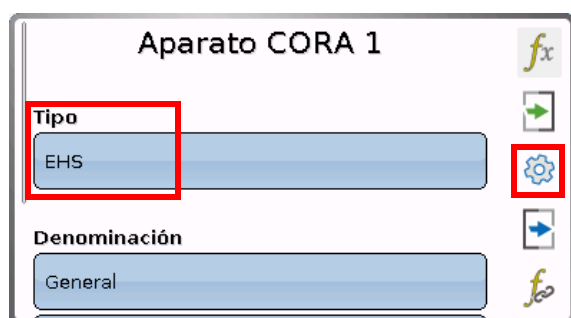 Aparato CORA 1
Tipo
EHS
Denominación
General